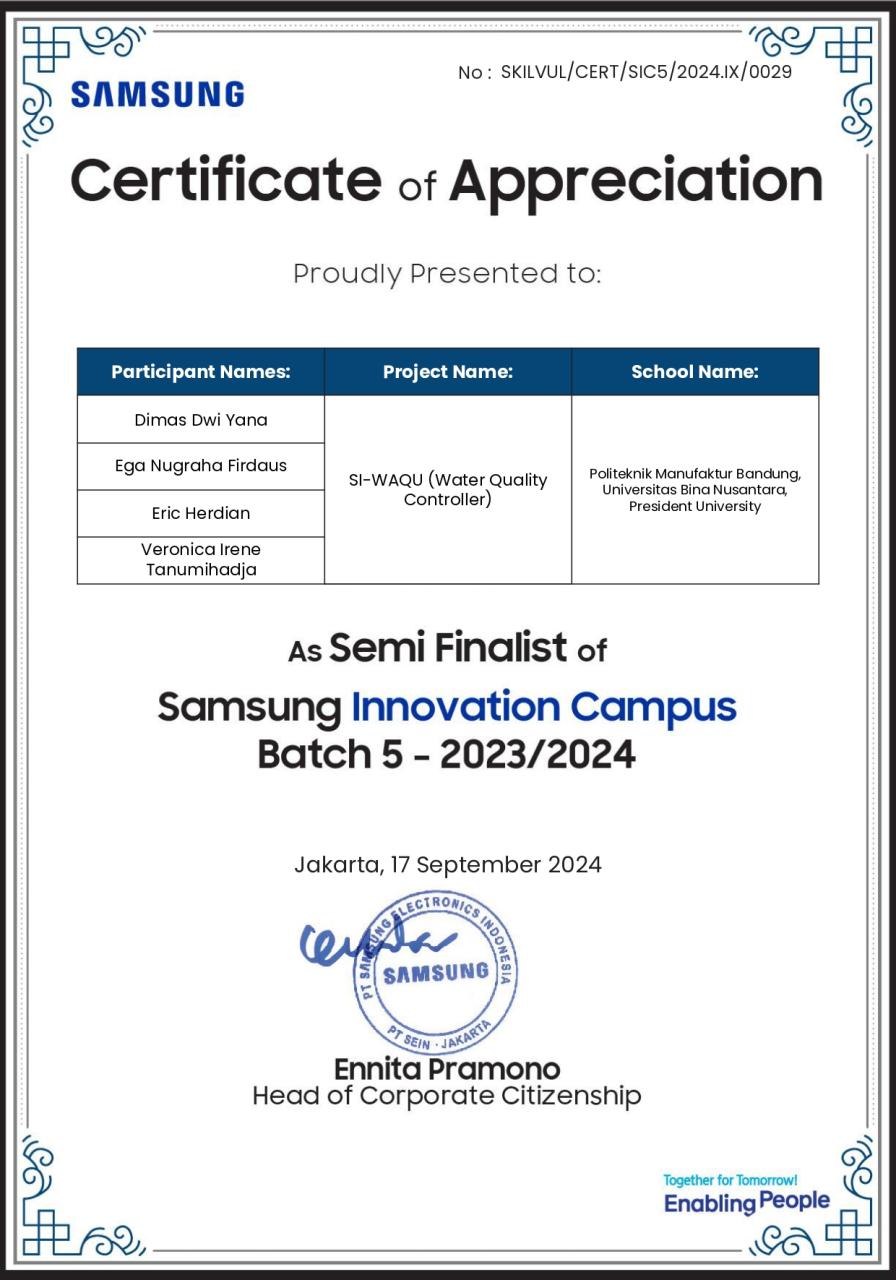 No : SKILVUL/CERT/SIC5/2024.IX/0029
SAMSUNG
Certificate of Appreciation
Proudly Presented to:
Participant Names:
Project Name:
School Name:
Dimas Dwi Yana
Ega Nugraha Firdaus
Eric Herdian
Veronica Irene
Tanumihadja
SI-WAQU (Water Quality
Controller)
Politeknik Manufaktur Bandung,
Universitas Bina Nusantara,
President University
As Semi Finalist of
Samsung Innovation Campus
Batch 5 - 2023/2024
Jakarta, 17 September 2024
PT SAMSUNG ELECTRONICS INDONESIA
SAMSUNG
PT SEIN · JAKARTA
Ennita Pramono
Head of Corporate Citizenship
Together for Tomorrow!
Enabling People